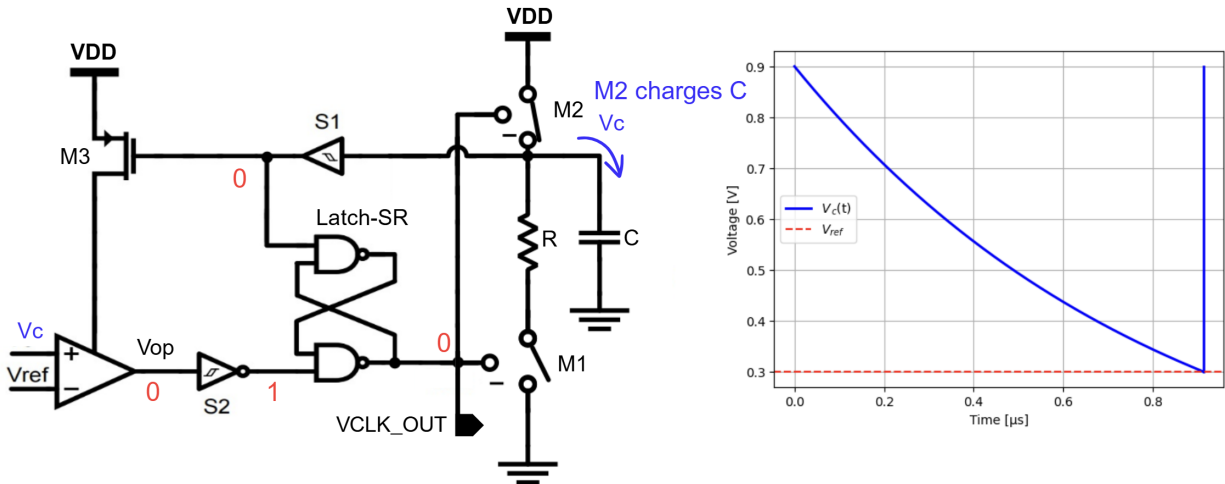 VDD
VDD
M2 charges C
M2
Vc
S1
M3
0
Latch-SR
R
C
Vc
+
Vref
−
Vop
0
S2
1
0
M1
VCLK_OUT
−
−
Voltage [V]
0.9
0.8
0.7
0.6
0.5
0.4
0.3
Vc(t)
Vref
0.0
0.2
0.4
0.6
0.8
Time [µs]